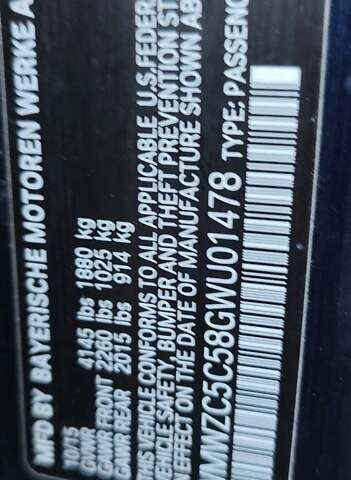 MFD BY BAYERISCHE MOTOREN WERKE A
10/15
GVWR 4145 lbs 1880 kg
GAWR FRONT 2260 lbs 1025 kg
GAWR REAR 2015 lbs 914 kg
THIS VEHICLE CONFORMS TO ALL APPLICABLE U.S.FEDER
VEHICLE SAFETY, BUMPER AND THEFT PREVENTION ST
EFFECT ON THE DATE OF MANUFACTURE SHOWN AB
MWZC5C58GWU01478 TYPE: PASSENG